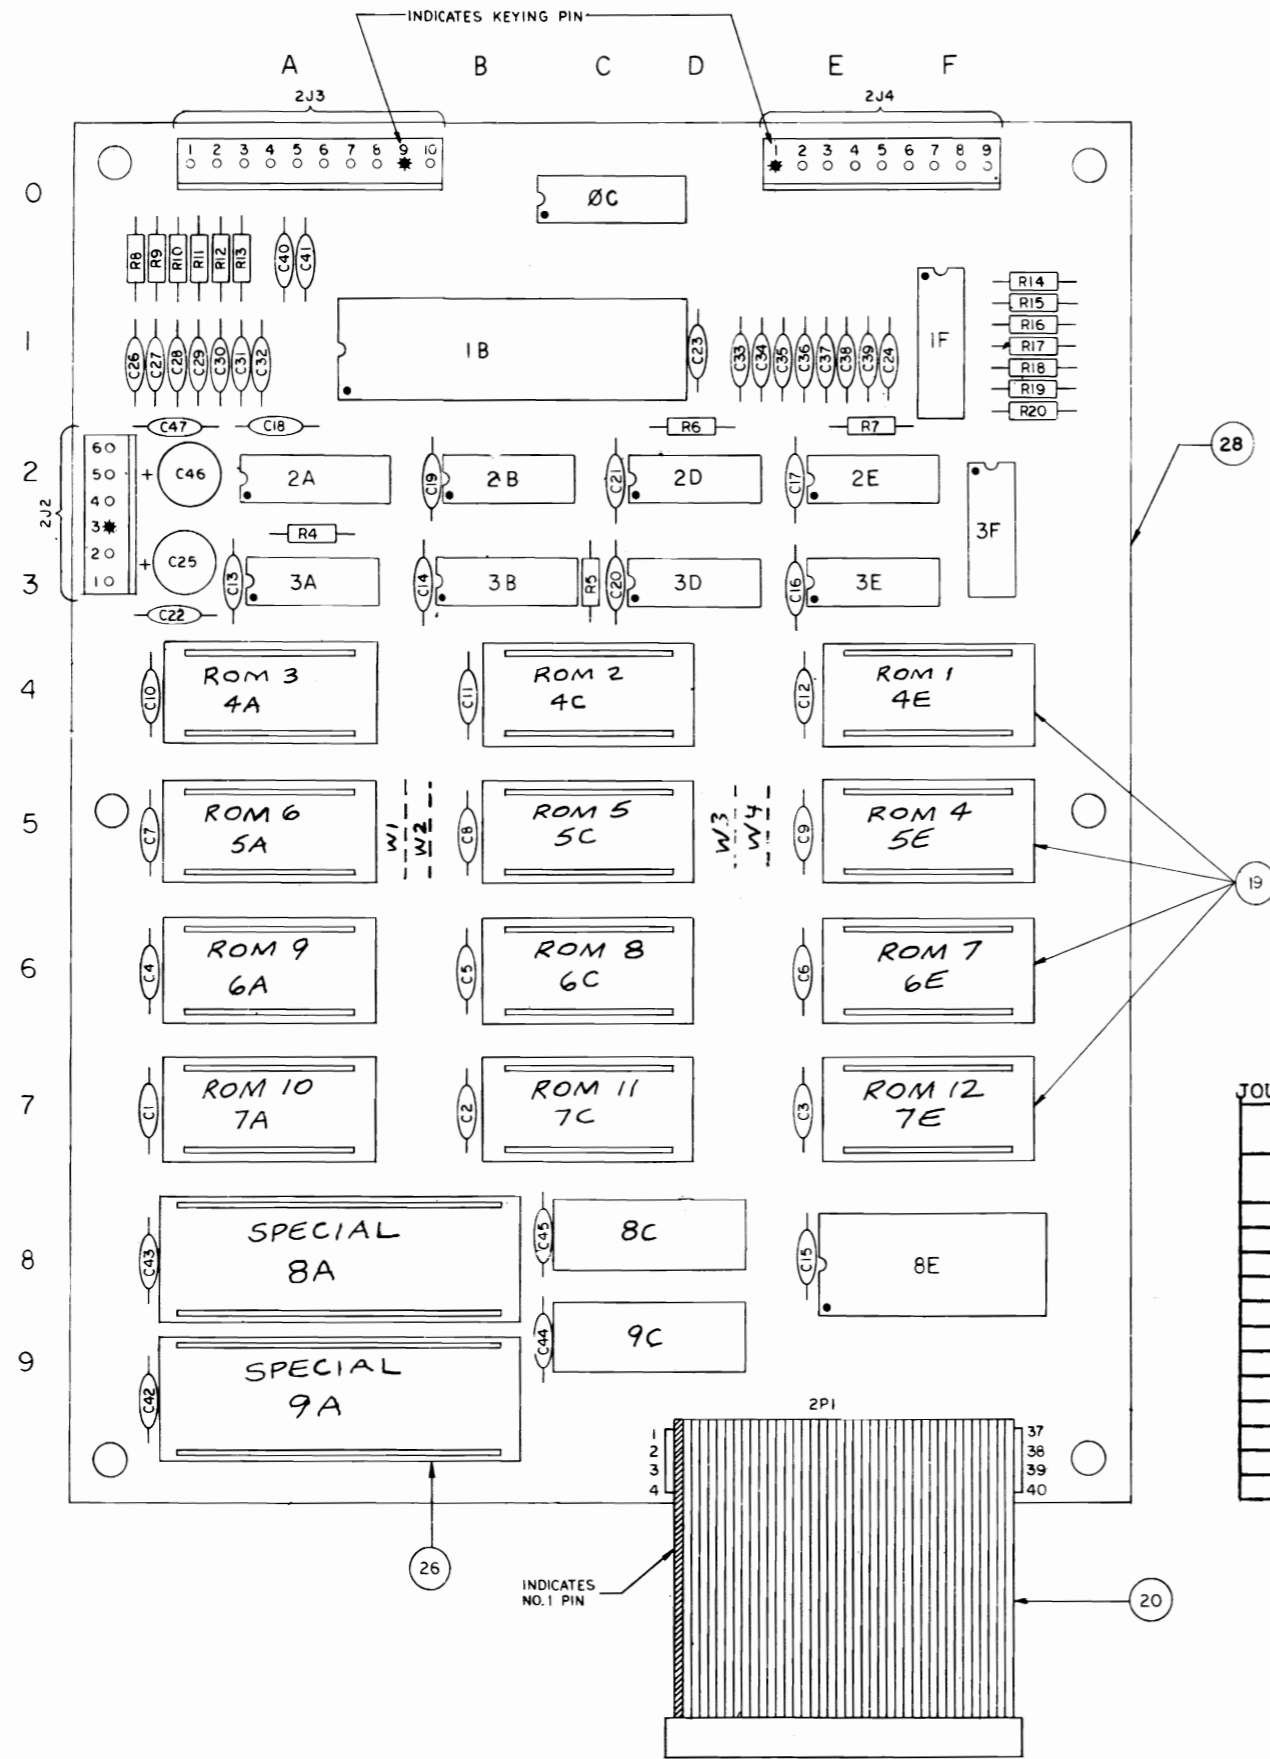 INDICATES KEYING PIN
A B C D E F
2J3 2J4
1 2 3 4 5 6 7 8 9 10
1 2 3 4 5 6 7 8 9
0
ØC
R8 R9 R10 R11 R12 R13 C40 C41
R14
R15
R16
R17
R18
R19
R20
1
C26 C27 C28 C29 C30 C31 C32
1B
C23
C33 C34 C35 C36 C37 C38 C39 C24
1F
C47 C18 R6 R7
2J2
6
5
4
3
2
1
2
+ C46 2A C19 2B C21 2D C17 2E
28
R4
3F
3
+ C25 C13 3A C14 3B R5 C20 3D C16 3E
C22
4
C10 ROM 3
4A
C11 ROM 2
4C
C12 ROM 1
4E
5
C7 ROM 6
5A
W1 W2
C8 ROM 5
5C
W3 W4
C9 ROM 4
5E
19
6
C4 ROM 9
6A
C5 ROM 8
6C
C6 ROM 7
6E
7
C1 ROM 10
7A
C2 ROM 11
7C
C3 ROM 12
7E
8
C43 SPECIAL
8A
C45 8C
C15 8E
9
C42 SPECIAL
9A
C44 9C
2P1
1
2
3
4
37
38
39
40
26
INDICATES
NO.1 PIN
20